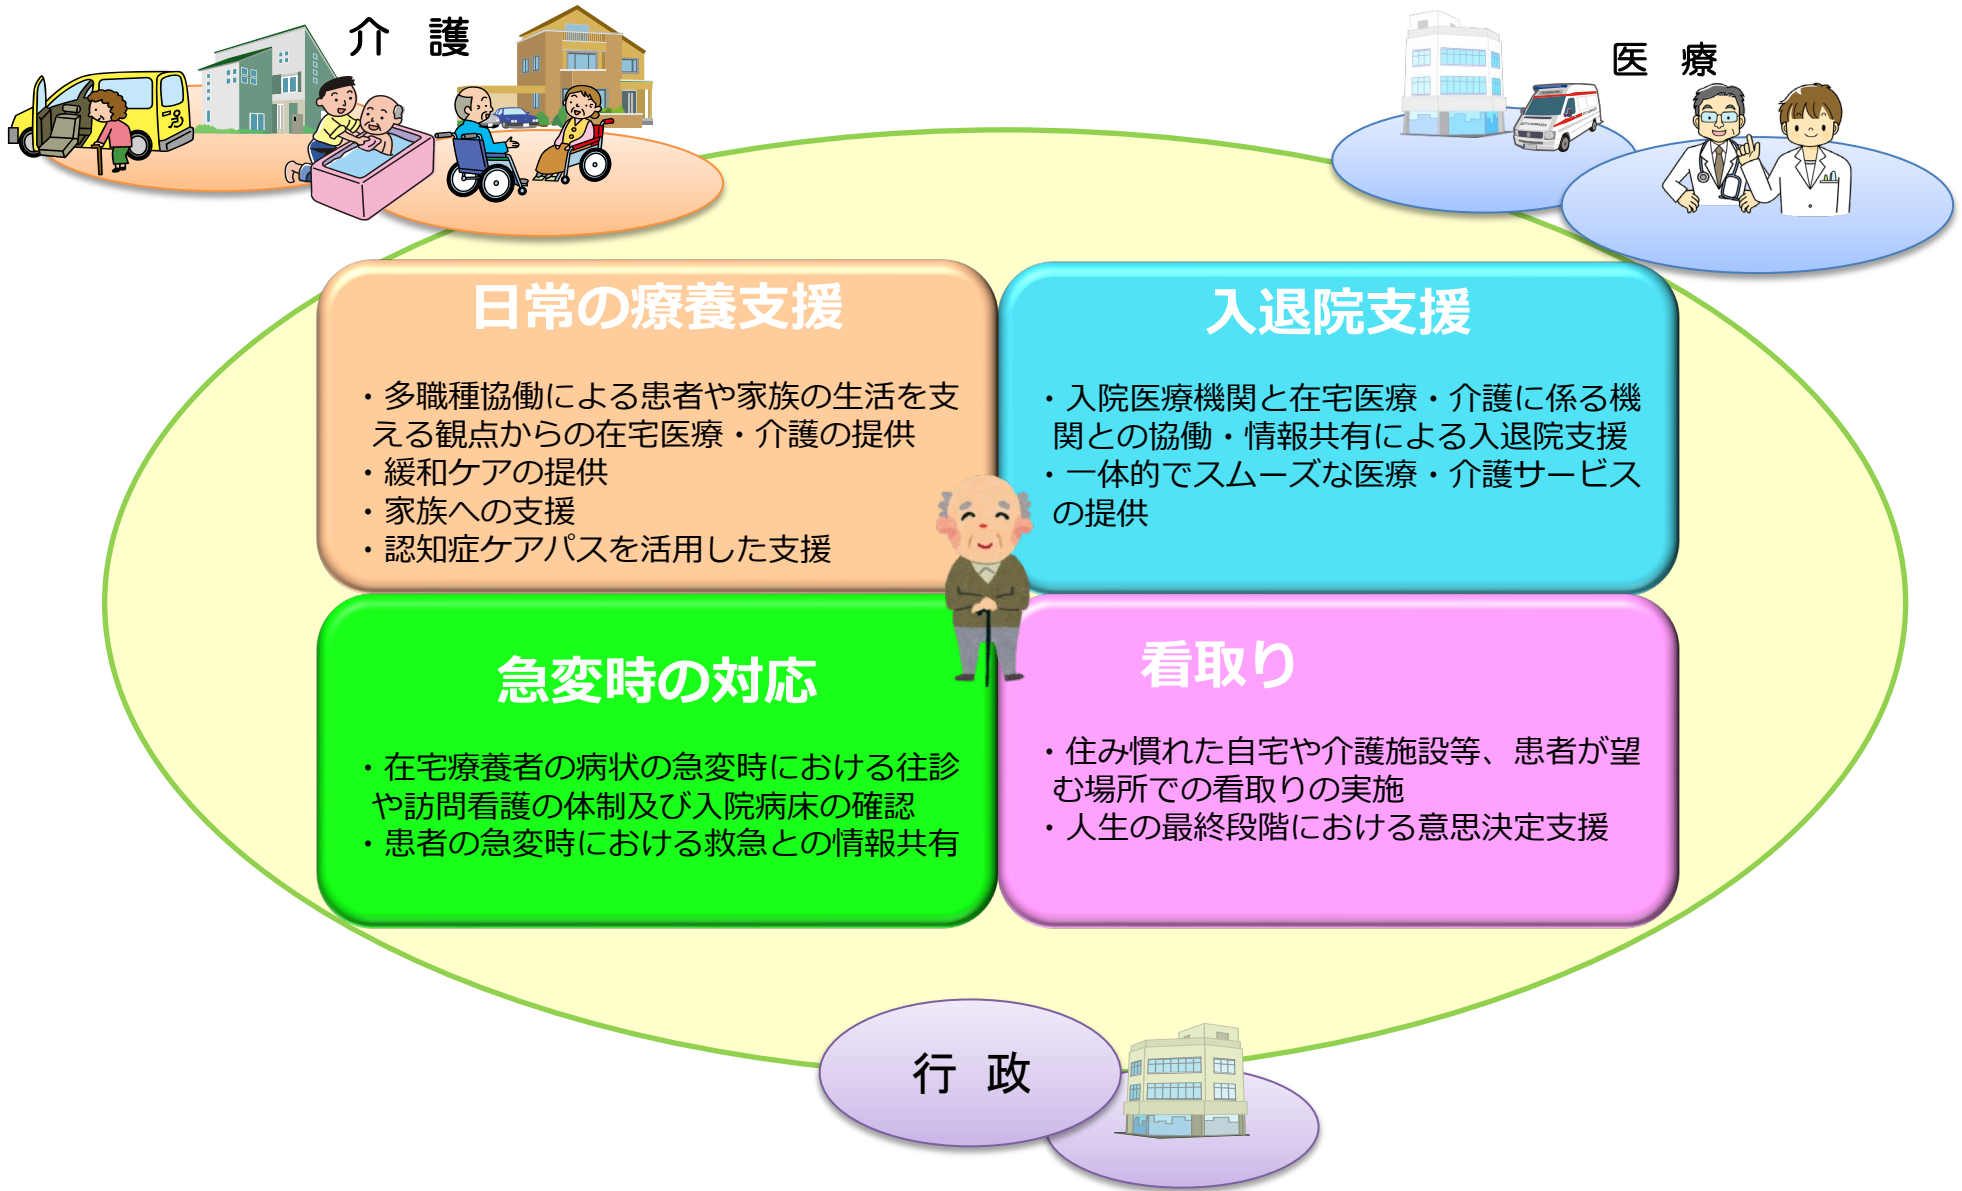 介　護
医　療
日常の療養支援
・多職種協働による患者や家族の生活を支
える観点からの在宅医療・介護の提供
・緩和ケアの提供
・家族への支援
・認知症ケアパスを活用した支援
入退院支援
・入院医療機関と在宅医療・介護に係る機
関との協働・情報共有による入退院支援
・一体的でスムーズな医療・介護サービス
の提供
急変時の対応
・在宅療養者の病状の急変時における往診
や訪問看護の体制及び入院病床の確認
・患者の急変時における救急との情報共有
看取り
・住み慣れた自宅や介護施設等、患者が望
む場所での看取りの実施
・人生の最終段階における意思決定支援
行　政